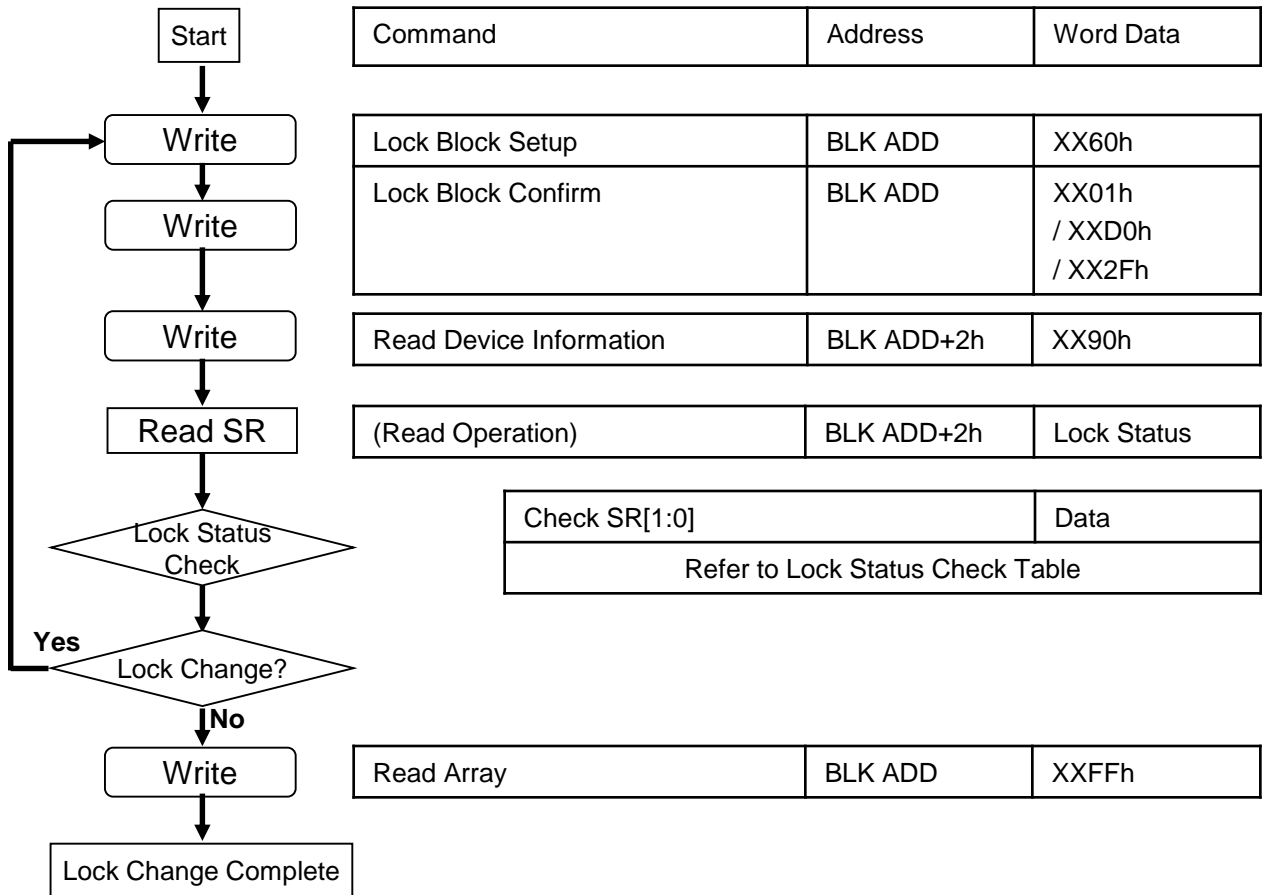 Start
Command Address Word Data
Write
Lock Block Setup BLK ADD XX60h
Write
Lock Block Confirm BLK ADD XX01h
/ XXD0h
/ XX2Fh
Write
Read Device Information BLK ADD+2h XX90h
Read SR
(Read Operation) BLK ADD+2h Lock Status
Lock Status
Check
Check SR[1:0] Data
Refer to Lock Status Check Table
Yes
Lock Change?
No
Write
Read Array BLK ADD XXFFh
Lock Change Complete